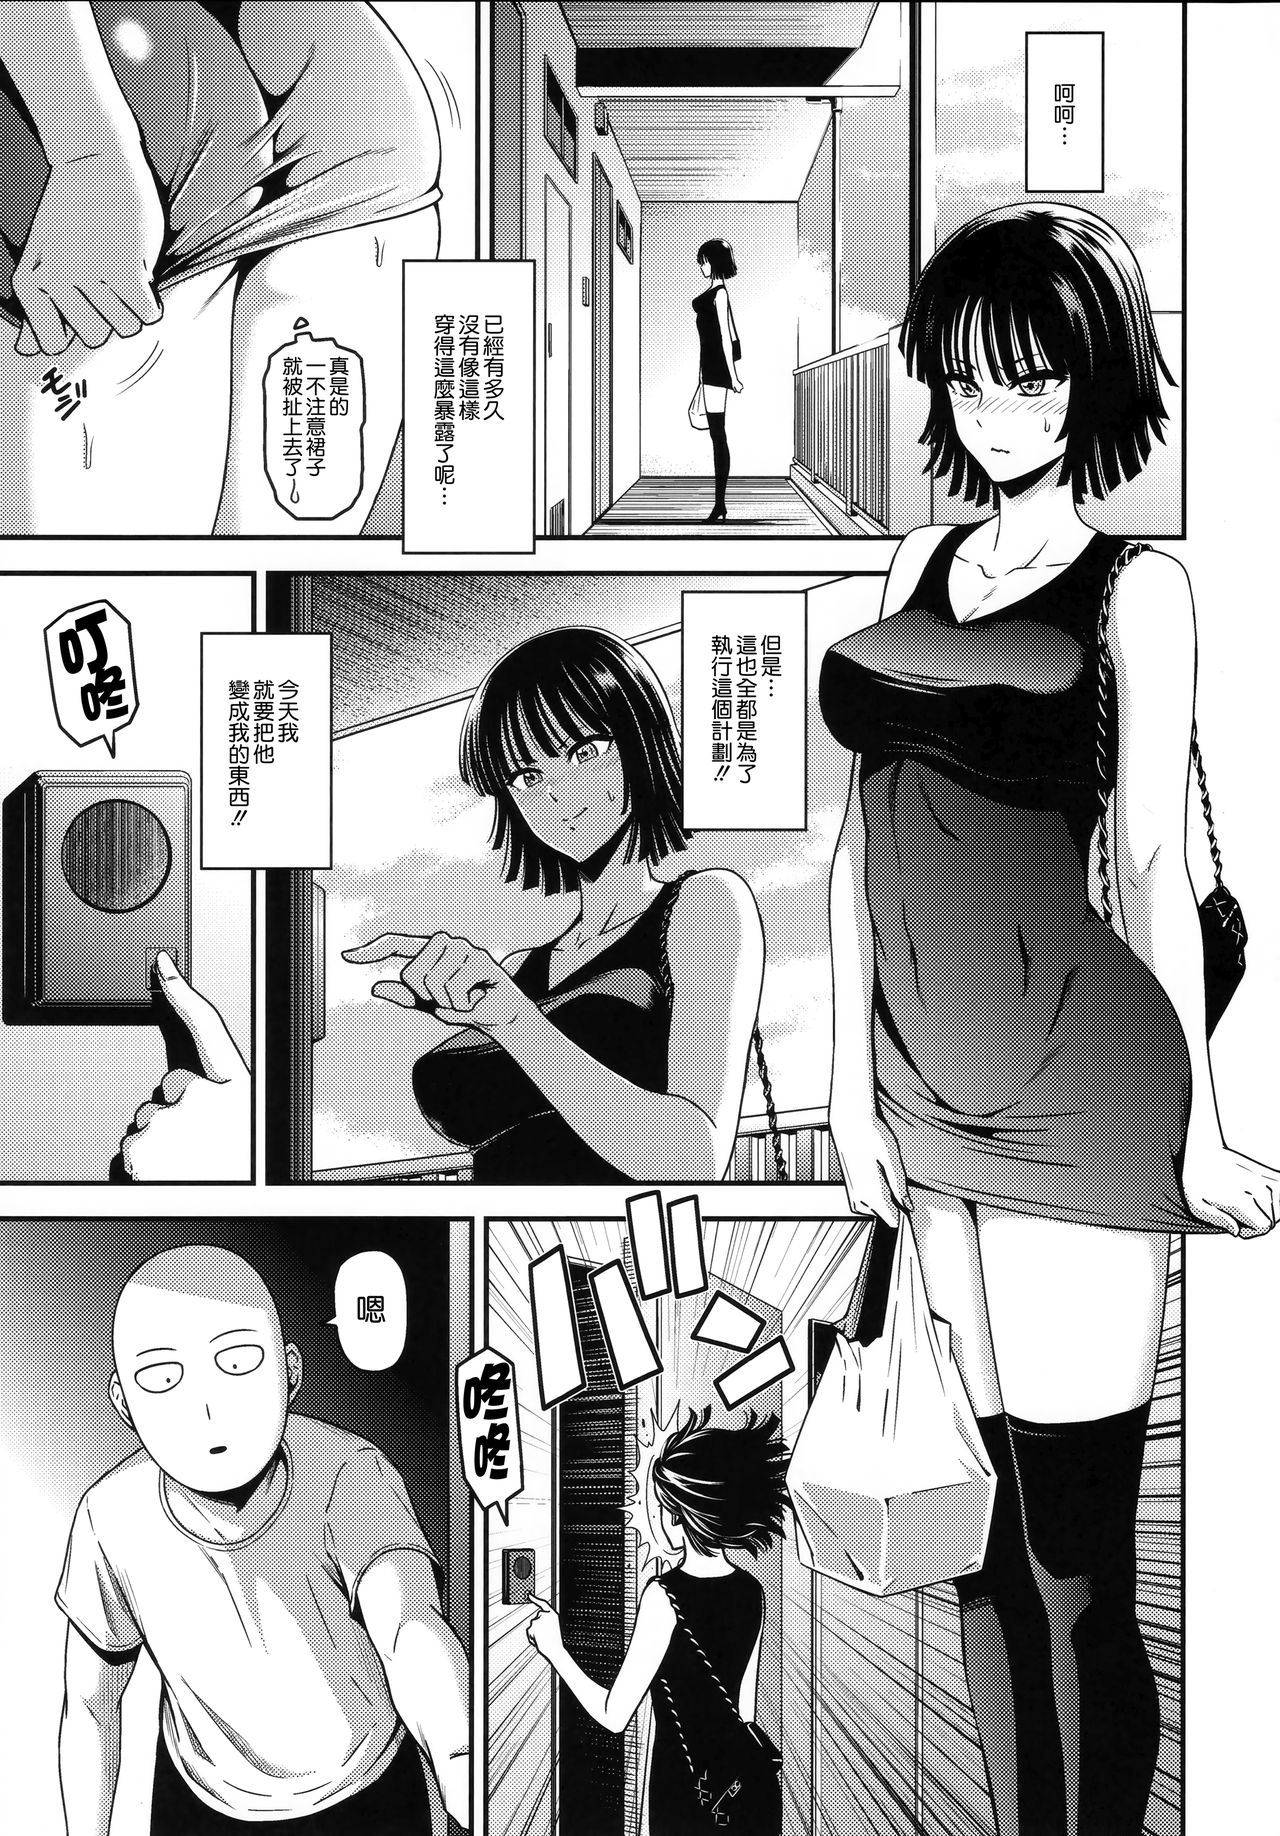 呵呵…
已經有多久
沒有像這樣
穿得這麼暴露了呢…
真是的
一不注意裙子
就被扯上去了
モジ
但是…
這也全都是為了
執行這個計劃!!
今天我
就要把他
變成我的東西!!
叮咚
咚咚
嗯